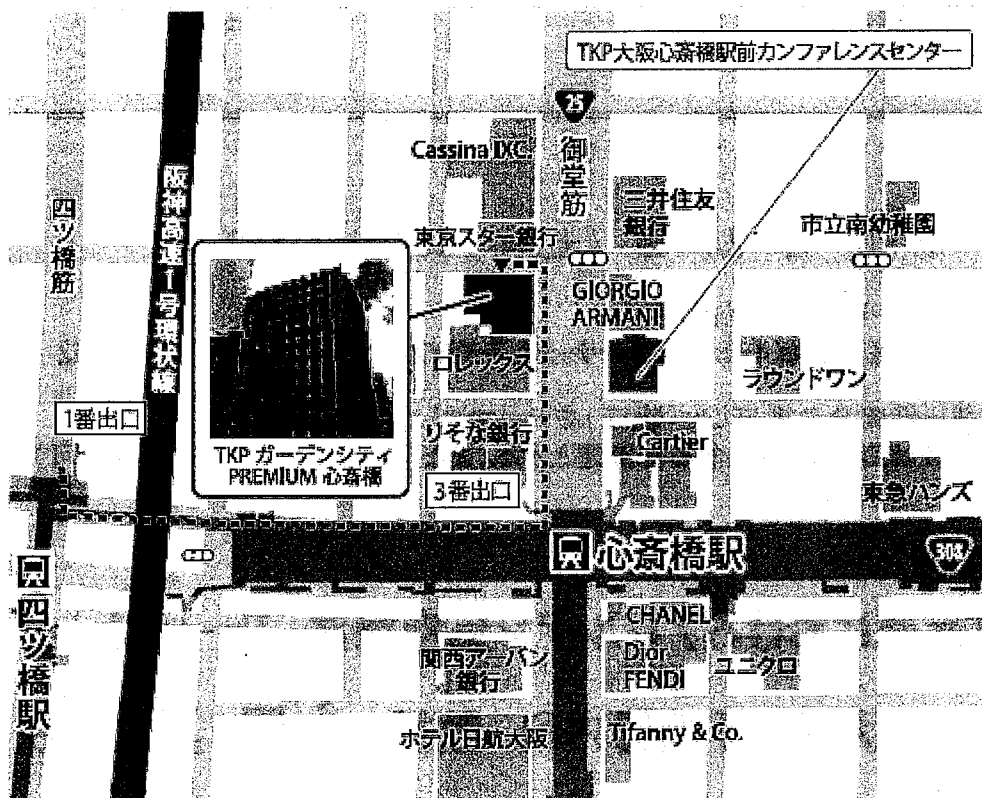 TKP大阪心斎橋駅前カンファレンスセンター
25
御堂筋
Cassina IXC.
三井住友
銀行
市立南幼稚園
東京スター銀行
四ツ橋筋
阪神高速1号環状線
GIORGIO
ARMANI
ロレックス
ラウンドワン
1番出口
りそな銀行
Cartier
TKP ガーデンシティ
PREMIUM 心斎橋
3番出口
東急ハンズ
心斎橋駅
308
四ツ橋駅
CHANEL
関西アーバン
銀行
Dior
FENDI
ユニクロ
ホテル日航大阪
Tifanny & Co.